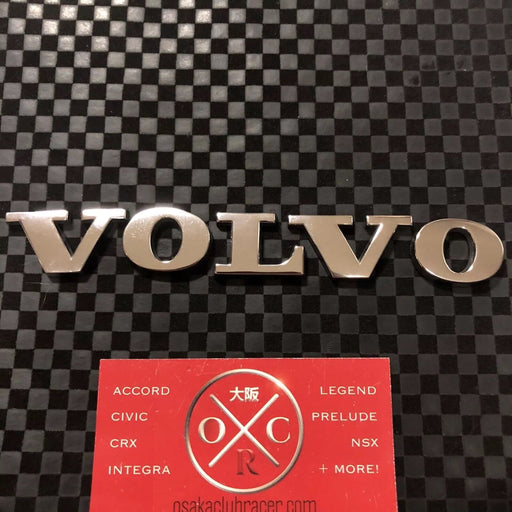 VOLVO
ACCORD
CIVIC
CRX
INTEGRA
大阪
O C
R
LEGEND
PRELUDE
NSX
+ MORE!
osakaclubracer.com